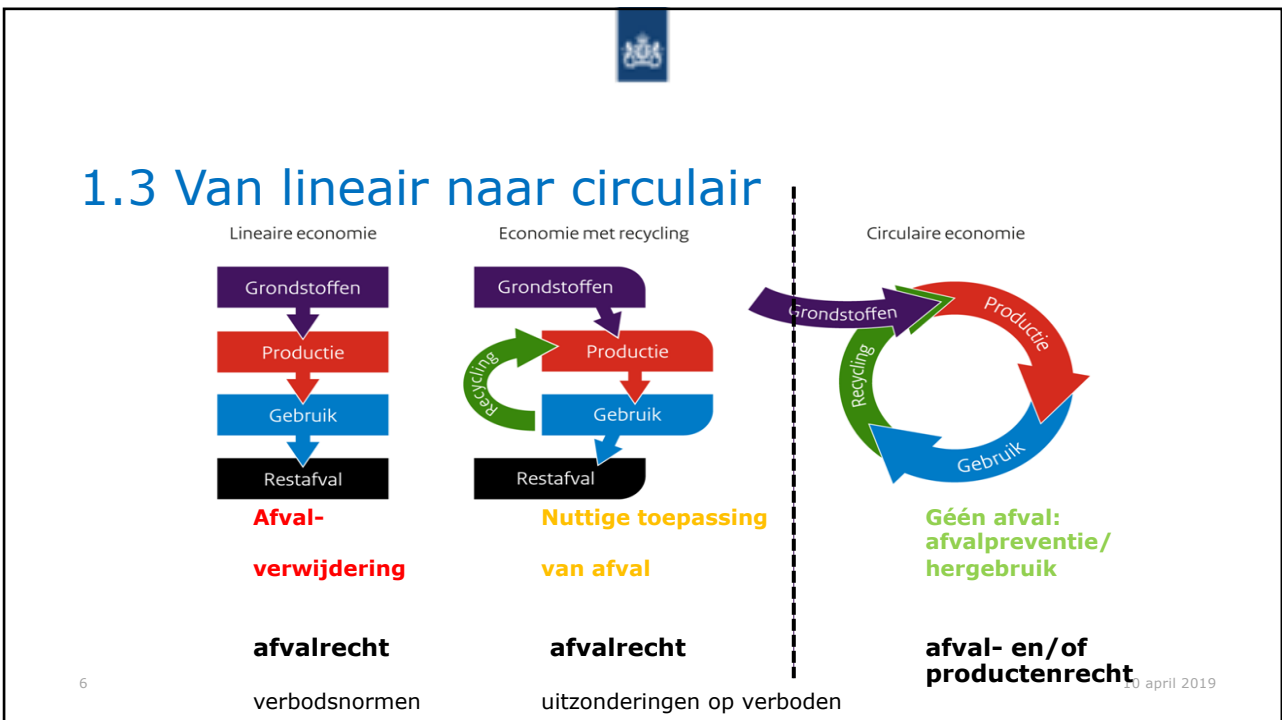 1.3 Van lineair naar circulair
Lineaire economie
Grondstoffen
Productie
Gebruik
Restafval
Afval-
verwijdering
afvalrecht
verbodsnormen
Economie met recycling
Grondstoffen
Productie
Recycling
Gebruik
Restafval
Nuttige toepassing
van afval
afvalrecht
uitzonderingen op verboden
Circulaire economie
Grondstoffen
Productie
Recycling
Gebruik
Géén afval:
afvalpreventie/
hergebruik
afval- en/of
productenrecht
6
10 april 2019